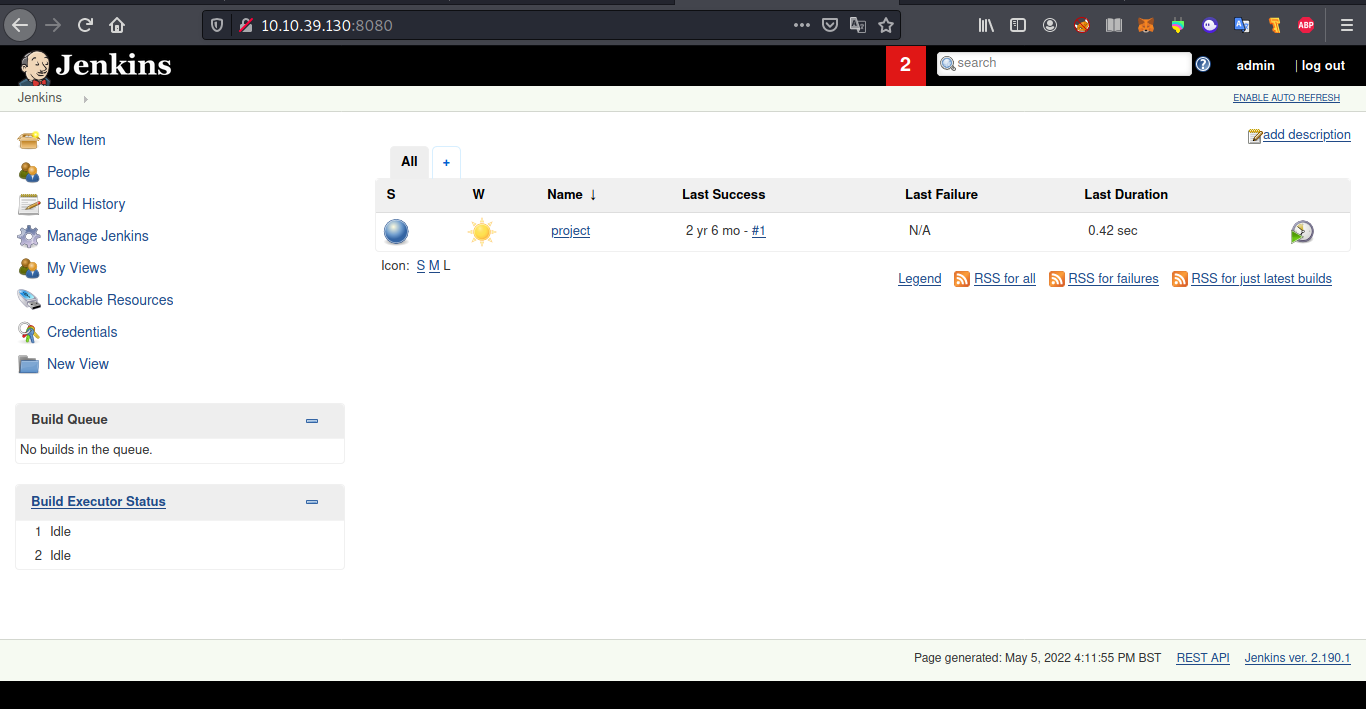 10.10.39.130:8080
ABP
Jenkins
2
search
admin
| log out
Jenkins
ENABLE AUTO REFRESH
New Item
People
Build History
Manage Jenkins
My Views
Lockable Resources
Credentials
New View
Build Queue
No builds in the queue.
Build Executor Status
1 Idle
2 Idle
add description
All +
S W Name ↓ Last Success Last Failure Last Duration
project 2 yr 6 mo - #1 N/A 0.42 sec
Icon: S M L
Legend RSS for all RSS for failures RSS for just latest builds
Page generated: May 5, 2022 4:11:55 PM BST REST API Jenkins ver. 2.190.1